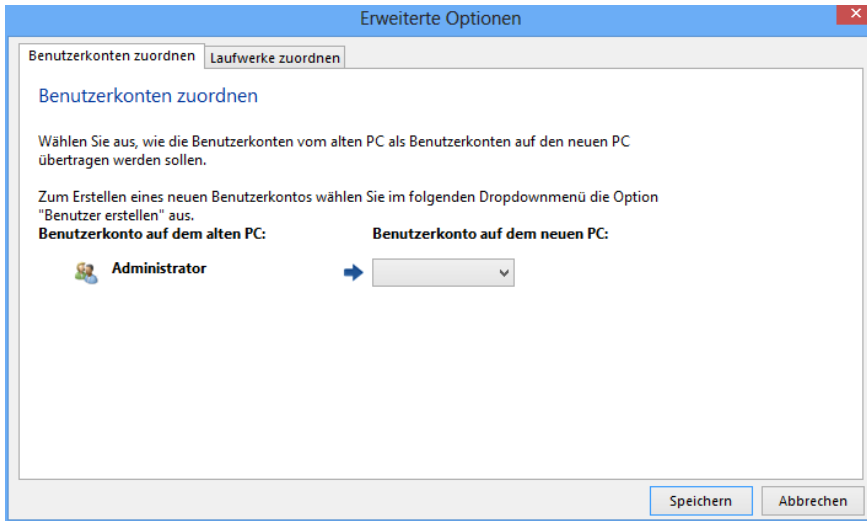 Erweiterte Optionen
Benutzerkonten zuordnen Laufwerke zuordnen
Benutzerkonten zuordnen
Wählen Sie aus, wie die Benutzerkonten vom alten PC als Benutzerkonten auf den neuen PC
übertragen werden sollen.
Zum Erstellen eines neuen Benutzerkontos wählen Sie im folgenden Dropdownmenü die Option
"Benutzer erstellen" aus.
Benutzerkonto auf dem alten PC: Benutzerkonto auf dem neuen PC:
Administrator
Speichern Abbrechen